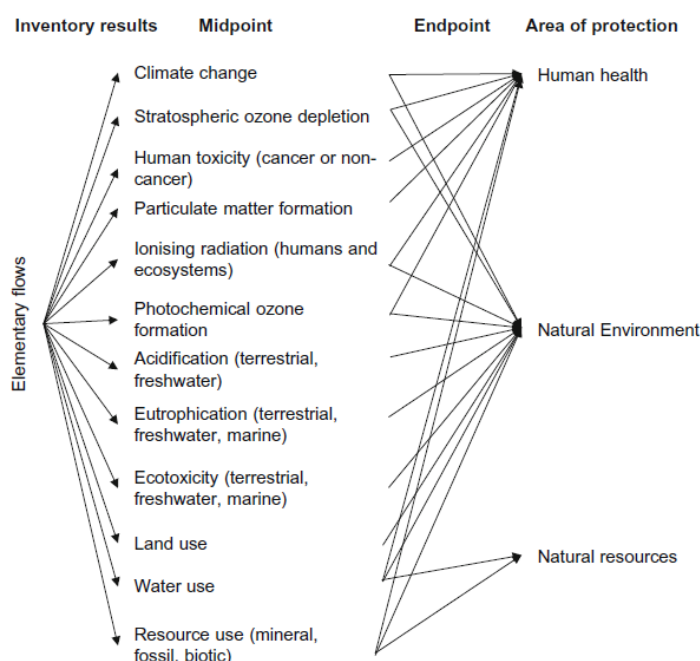 Inventory results Midpoint Endpoint Area of protection
Climate change
Human health
Stratospheric ozone depletion
Human toxicity (cancer or non-
cancer)
Particulate matter formation
Ionising radiation (humans and
ecosystems)
Elementary flows
Photochemical ozone
formation
Natural Environment
Acidification (terrestrial,
freshwater)
Eutrophication (terrestrial,
freshwater, marine)
Ecotoxicity (terrestrial,
freshwater, marine)
Land use
Natural resources
Water use
Resource use (mineral,
fossil, biotic)